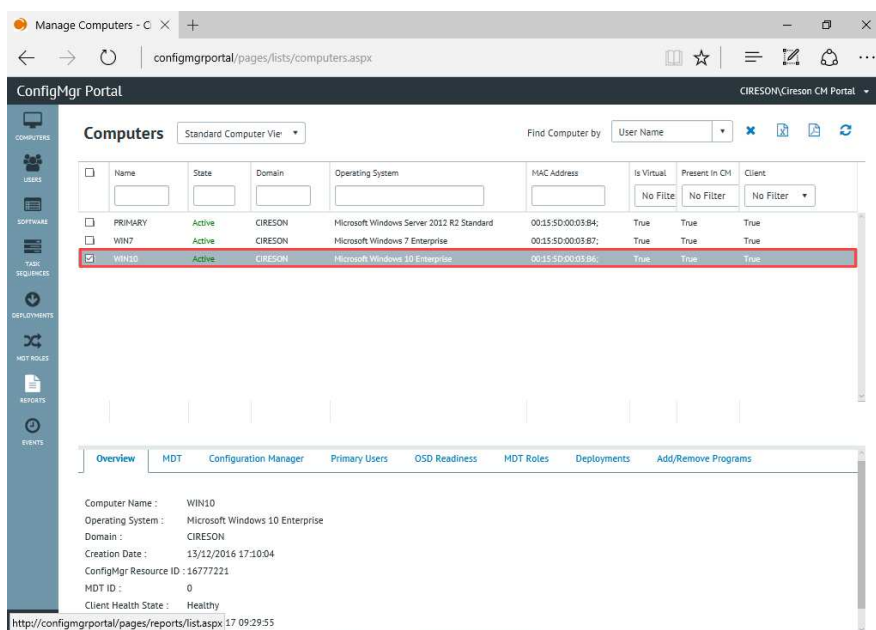 Manage Computers - C
configmgrportal/pages/lists/computers.aspx
ConfigMgr Portal
CIRESON\Cireson CM Portal
COMPUTERS
USERS
SOFTWARE
TASK SEQUENCES
DEPLOYMENTS
MDT ROLES
REPORTS
EVENTS
Computers
Standard Computer Vie
Find Computer by
User Name
Name State Domain Operating System MAC Address Is Virtual Present In CM Client
No Filte No Filter No Filter
PRIMARY Active CIRESON Microsoft Windows Server 2012 R2 Standard 00:15:5D:00:03:B4; True True True
WIN7 Active CIRESON Microsoft Windows 7 Enterprise 00:15:5D:00:03:B7; True True True
WIN10 Active CIRESON Microsoft Windows 10 Enterprise 00:15:5D:00:03:B6; True True True
Overview MDT Configuration Manager Primary Users OSD Readiness MDT Roles Deployments Add/Remove Programs
Computer Name : WIN10
Operating System : Microsoft Windows 10 Enterprise
Domain : CIRESON
Creation Date : 13/12/2016 17:10:04
ConfigMgr Resource ID : 16777221
MDT ID : 0
Client Health State : Healthy
http://configmgrportal/pages/reports/list.aspx 17 09:29:55